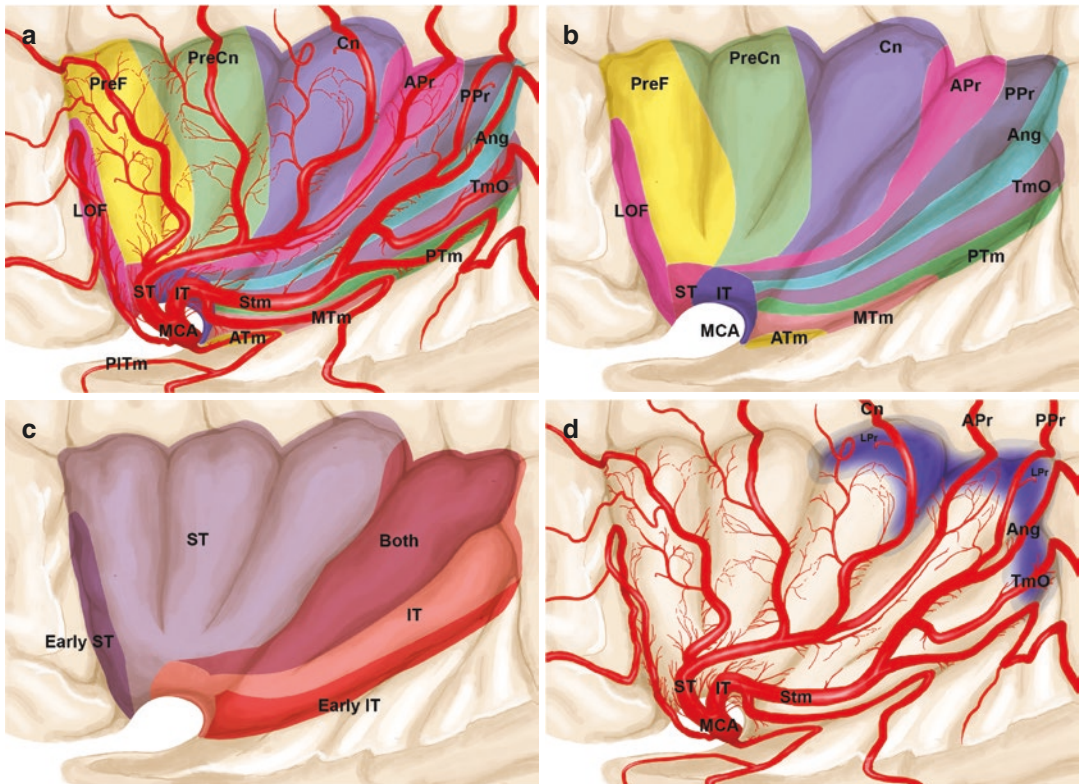 a
PreF
PreCn
Cn
APr
PPr
Ang
TmO
LOF
PTm
ST
IT
Stm
MTm
MCA
ATm
PITm
b
PreF
PreCn
Cn
APr
PPr
Ang
TmO
LOF
PTm
ST
IT
MTm
MCA
ATm
c
ST
Both
IT
Early ST
Early IT
d
Cn
APr
PPr
LPr
LPr
Ang
TmO
ST
IT
Stm
MCA